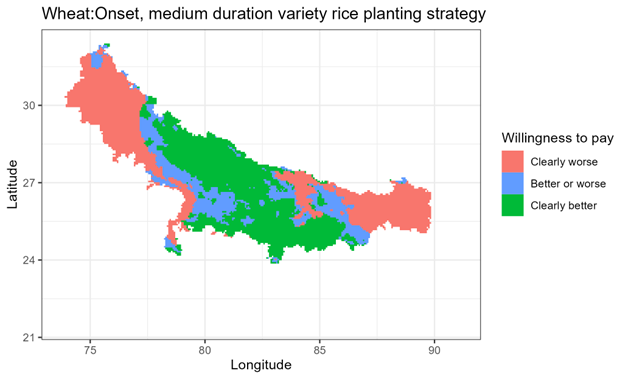 Wheat:Onset, medium duration variety rice planting strategy
30
27
24
21
Latitude
75
80
85
90
Longitude
Willingness to pay
Clearly worse
Better or worse
Clearly better